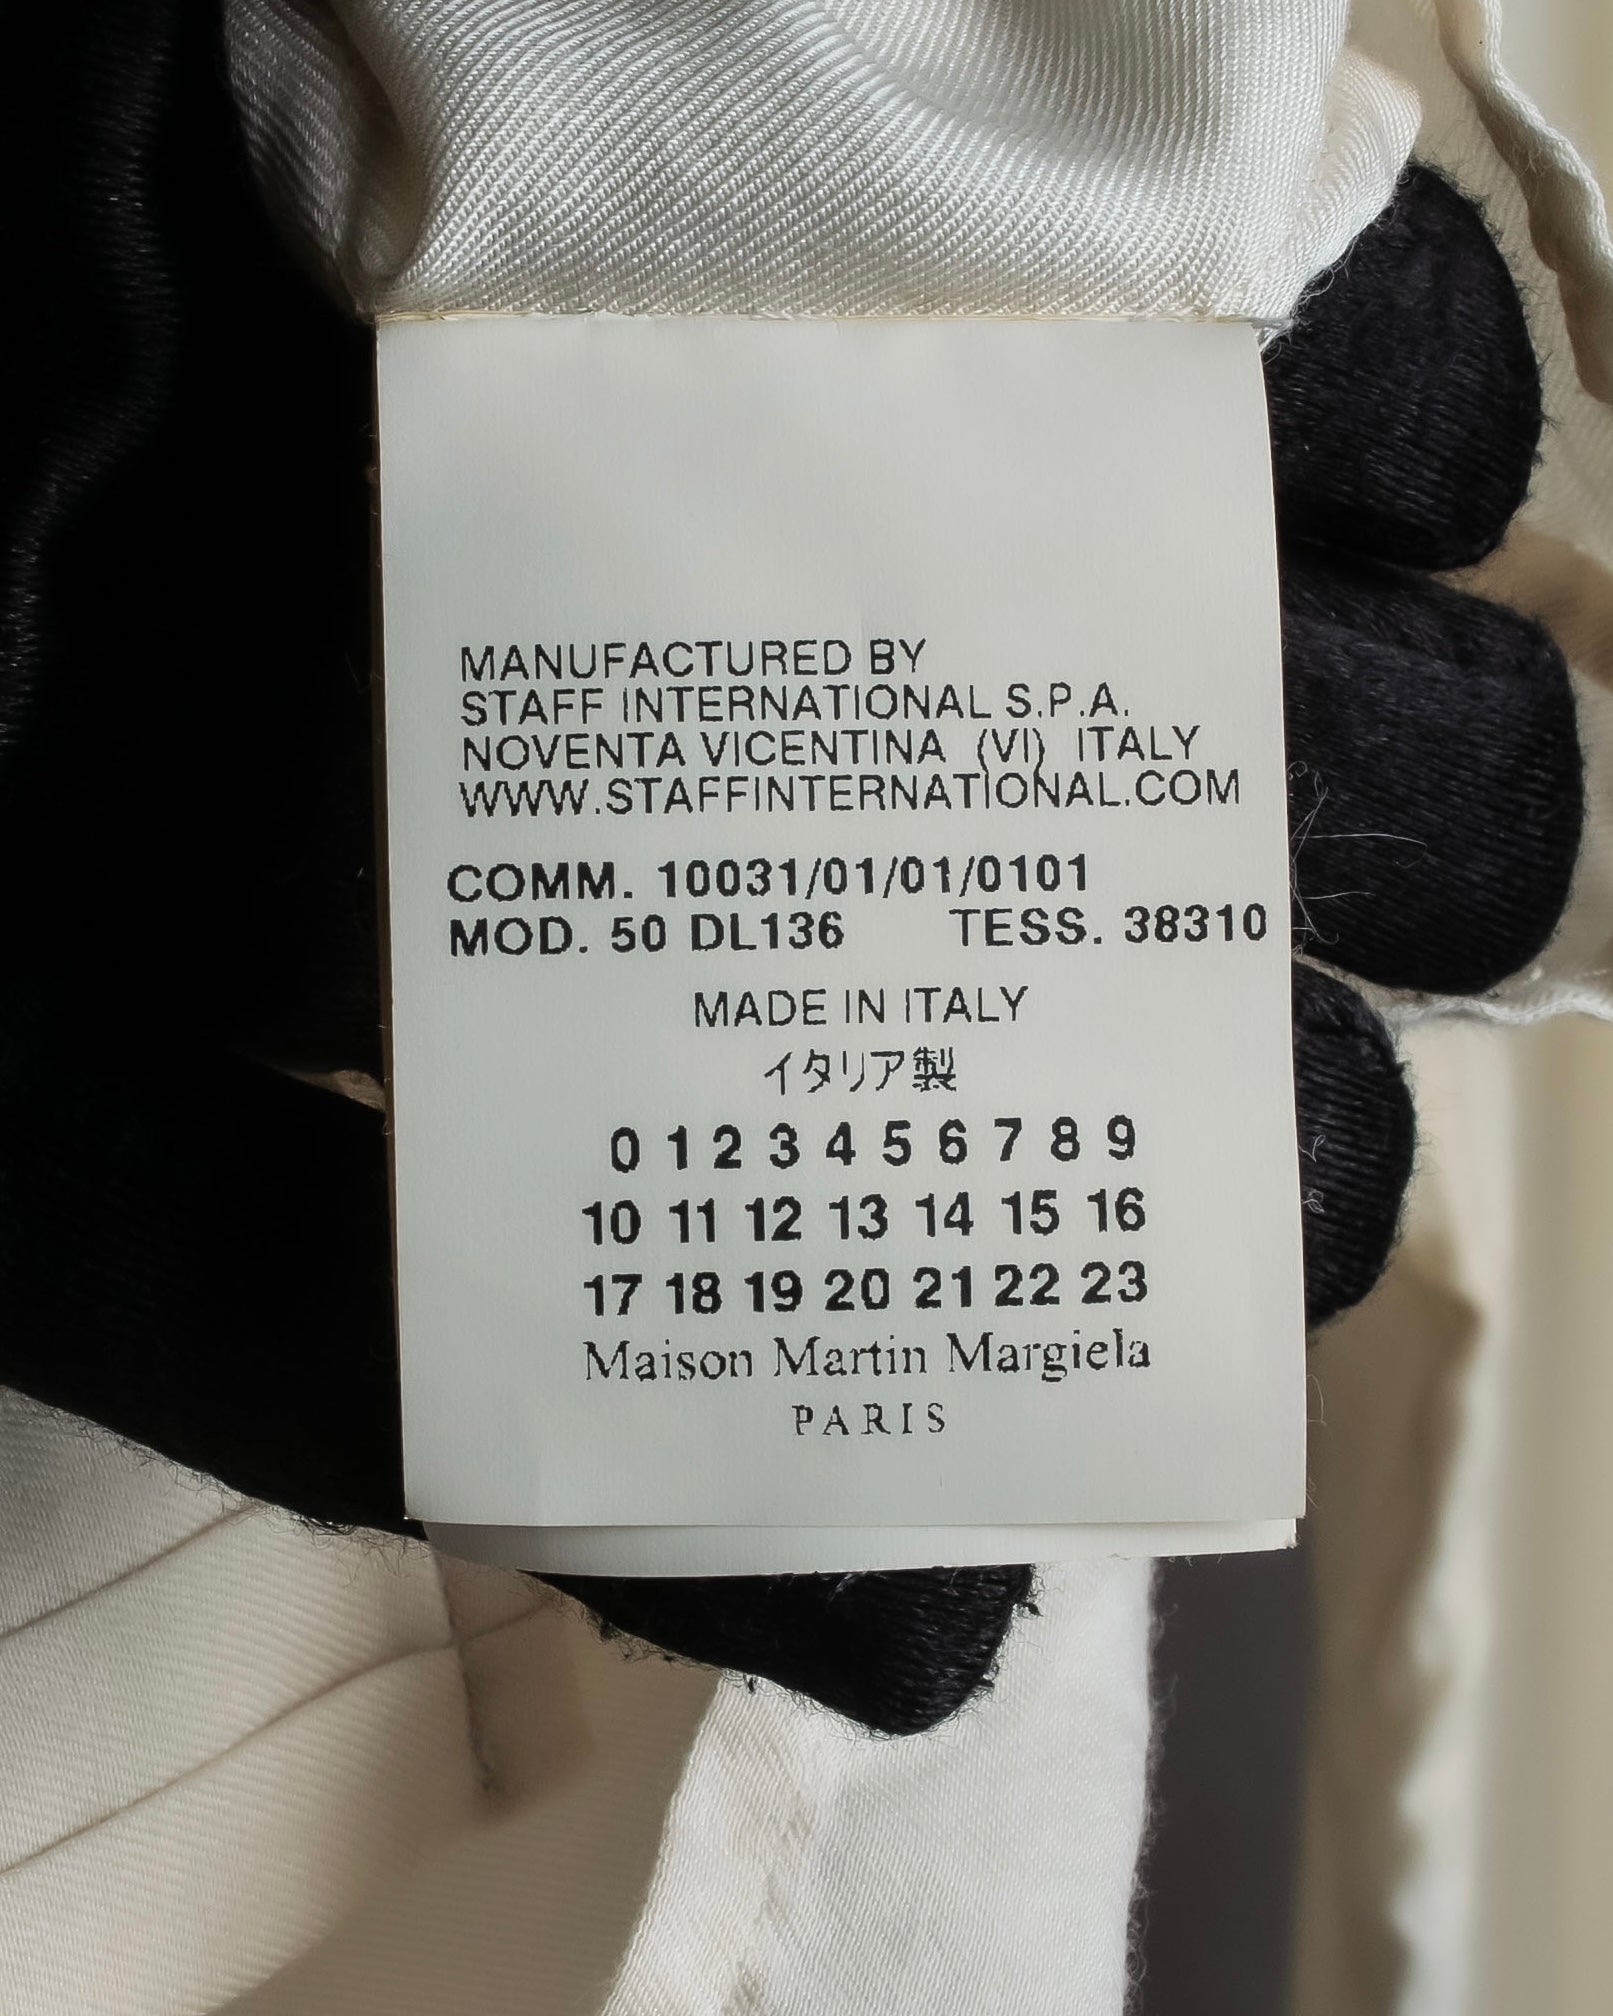 MANUFACTURED BY
STAFF INTERNATIONAL S.P.A.
NOVENTA VICENTINA (VI) ITALY
WWW.STAFFINTERNATIONAL.COM
COMM. 10031/01/01/0101
MOD. 50 DL136 TESS. 38310
MADE IN ITALY
イタリア製
0 1 2 3 4 5 6 7 8 9
10 11 12 13 14 15 16
17 18 19 20 21 22 23
Maison Martin Margiela
PARIS